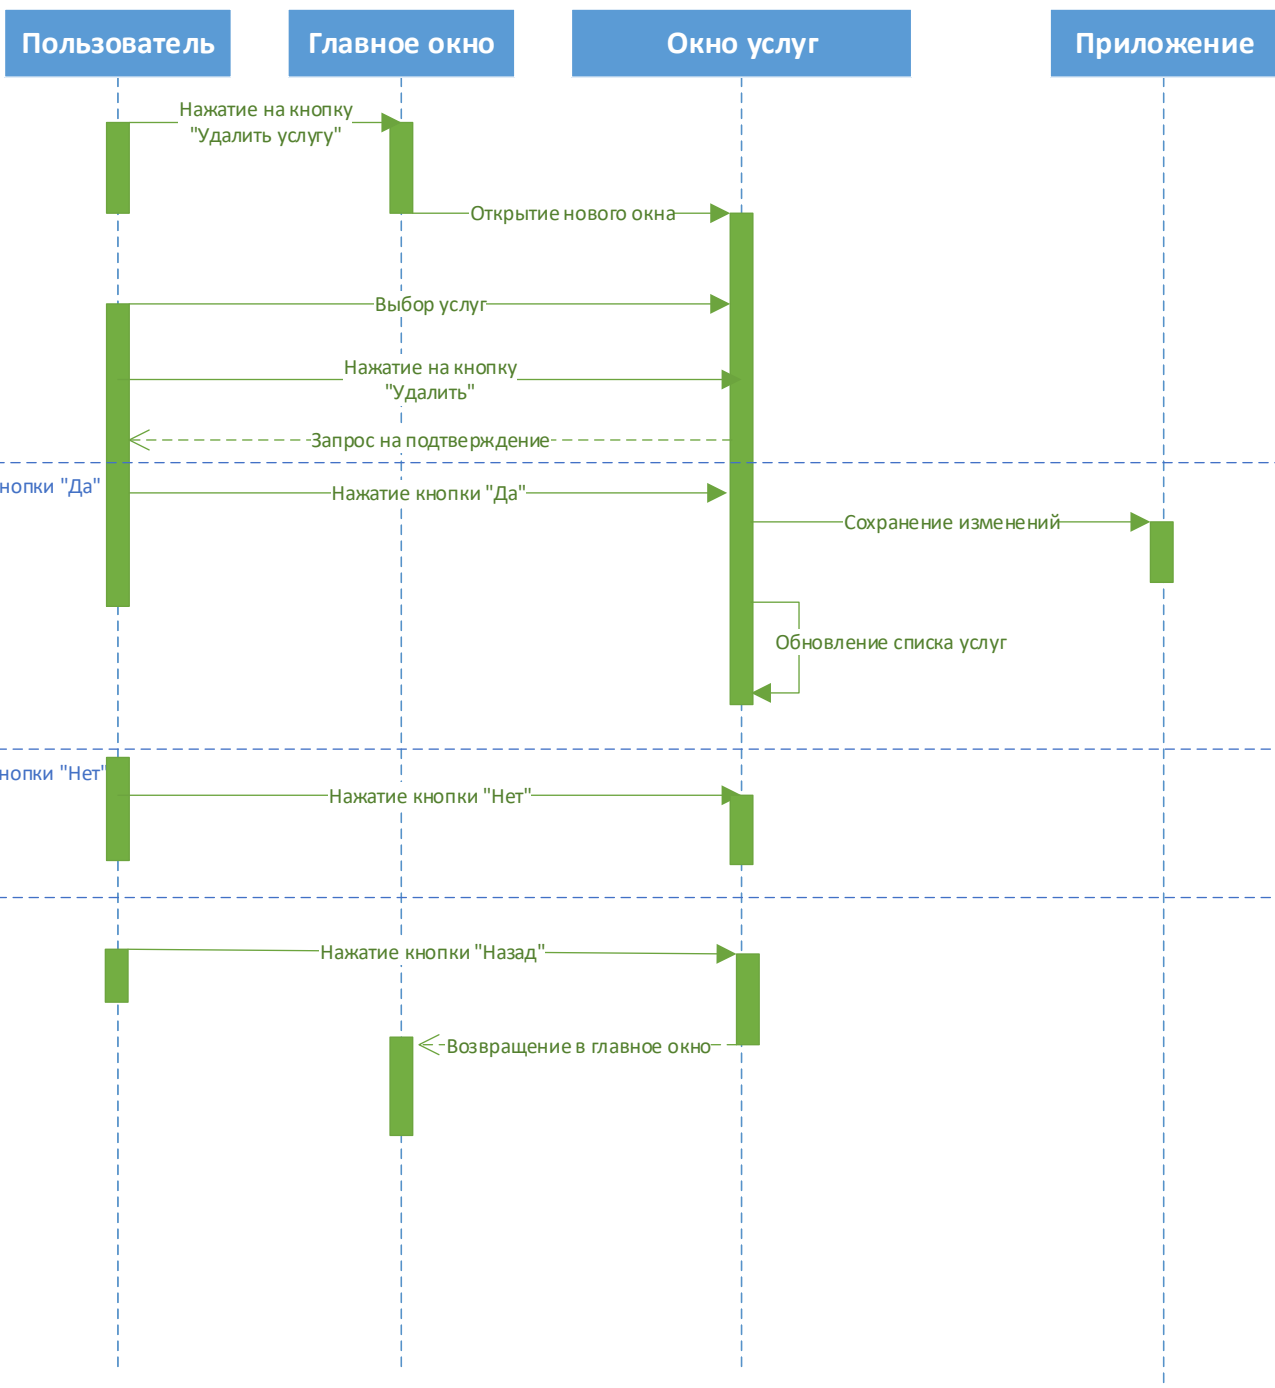 Пользователь
Главное окно
Окно услуг
Приложение
Нажатие на кнопку
"Удалить услугу"
Открытие нового окна
Выбор услуг
Нажатие на кнопку
"Удалить"
Запрос на подтверждение
нопки "Да"
Нажатие кнопки "Да"
Сохранение изменений
Обновление списка услуг
нопки "Нет"
Нажатие кнопки "Нет"
Нажатие кнопки "Назад"
Возвращение в главное окно